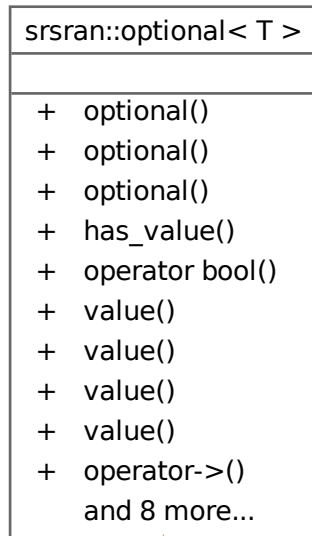 srsran::optional< T >
+ optional()
+ optional()
+ optional()
+ has_value()
+ operator bool()
+ value()
+ value()
+ value()
+ value()
+ operator->()
and 8 more...